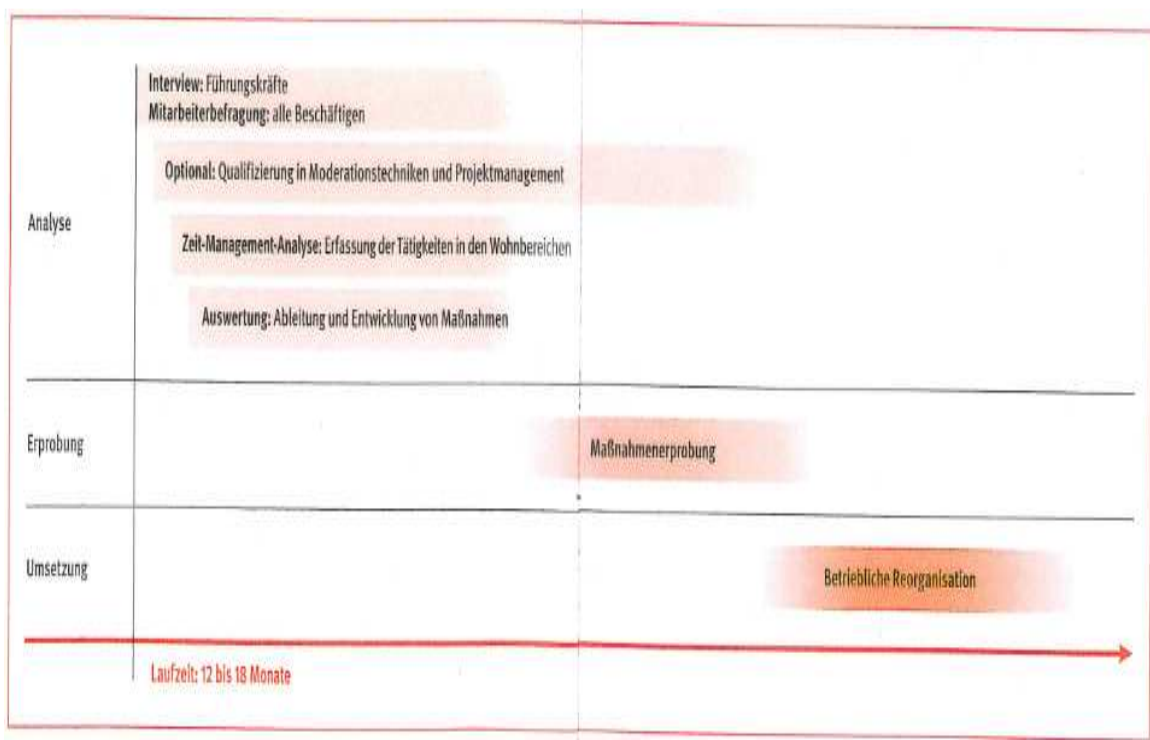 Interview: Führungskräfte
Mitarbeiterbefragung: alle Beschäftigen
Optional: Qualifizierung in Moderationstechniken und Projektmanagement
Analyse
Zeit-Management-Analyse: Erfassung der Tätigkeiten in den Wohnbereichen
Auswertung: Ableitung und Entwicklung von Maßnahmen
Erprobung
Maßnahmenerprobung
Umsetzung
Betriebliche Reorganisation
Laufzeit: 12 bis 18 Monate